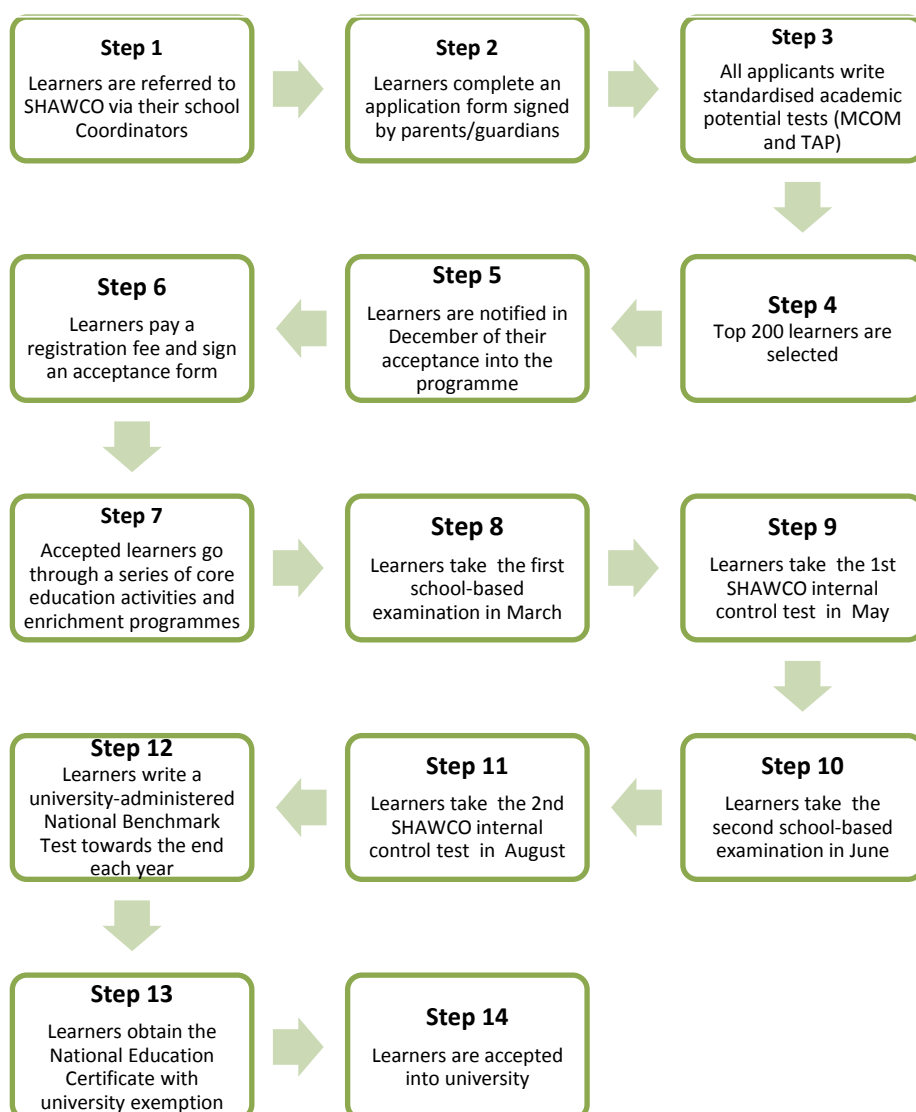 Step 1
Learners are referred to
SHAWCO via their school
Coordinators
Step 2
Learners complete an
application form signed
by parents/guardians
Step 3
All applicants write
standardised academic
potential tests (MCOM
and TAP)
Step 4
Top 200 learners are
selected
Step 5
Learners are notified in
December of their
acceptance into the
programme
Step 6
Learners pay a
registration fee and sign
an acceptance form
Step 7
Accepted learners go
through a series of core
education activities and
enrichment programmes
Step 8
Learners take the first
school-based
examination in March
Step 9
Learners take the 1st
SHAWCO internal
control test in May
Step 10
Learners take the
second school-based
examination in June
Step 11
Learners take the 2nd
SHAWCO internal
control test in August
Step 12
Learners write a
university-administered
National Benchmark
Test towards the end
each year
Step 13
Learners obtain the
National Education
Certificate with
university exemption
Step 14
Learners are accepted
into university